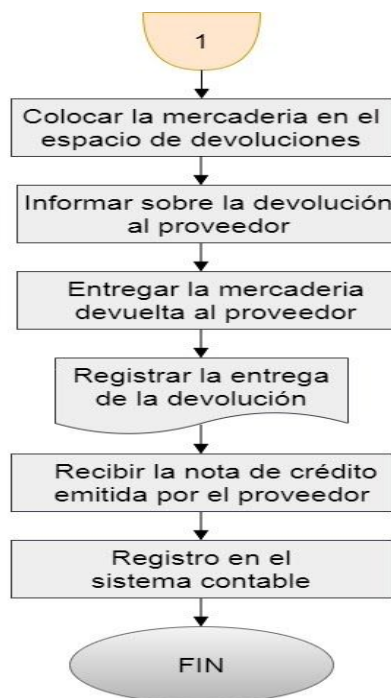 1
Colocar la mercaderia en el
espacio de devoluciones
Informar sobre la devolución
al proveedor
Entregar la mercaderia
devuelta al proveedor
Registrar la entrega
de la devolución
Recibir la nota de crédito
emitida por el proveedor
Registro en el
sistema contable
FIN